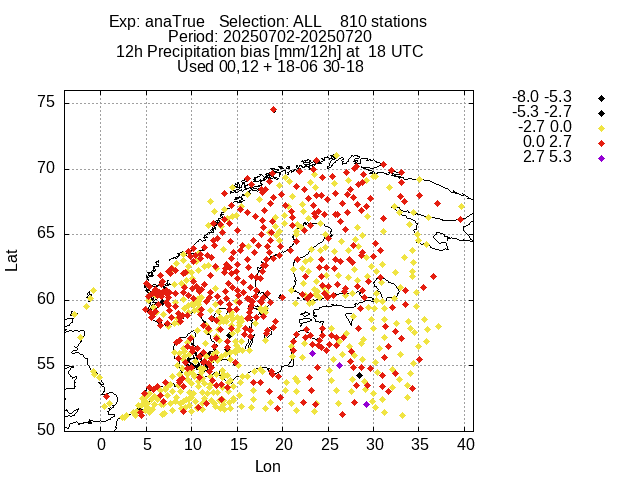 Exp: anaTrue   Selection: ALL    810 stations
Period: 20250702-20250720
12h Precipitation bias [mm/12h] at  18 UTC
Used 00,12 + 18-06 30-18
-8.0 -5.3
-5.3 -2.7
-2.7 0.0
0.0 2.7
2.7 5.3
75
70
65
60
55
50
Lat
0 5 10 15 20 25 30 35 40
Lon